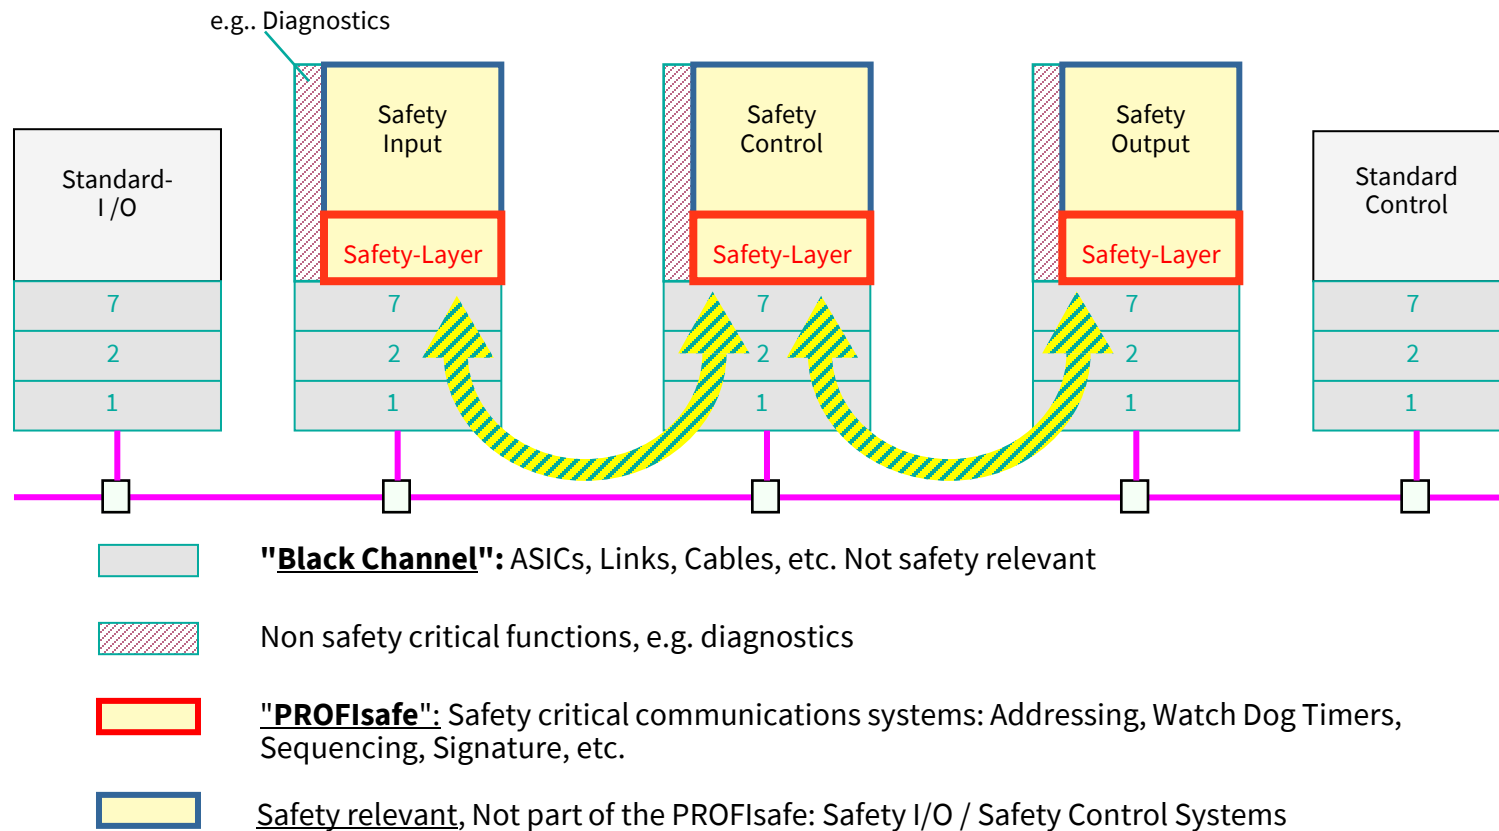 e.g.. Diagnostics
Safety
Input
Safety
Control
Safety
Output
Standard-
I /O
Standard
Control
Safety-Layer
Safety-Layer
Safety-Layer
7
7
7
7
7
2
2
2
2
2
1
1
1
1
1
"Black Channel": ASICs, Links, Cables, etc. Not safety relevant
Non safety critical functions, e.g. diagnostics
"PROFIsafe": Safety critical communications systems: Addressing, Watch Dog Timers,
Sequencing, Signature, etc.
Safety relevant, Not part of the PROFIsafe: Safety I/O / Safety Control Systems